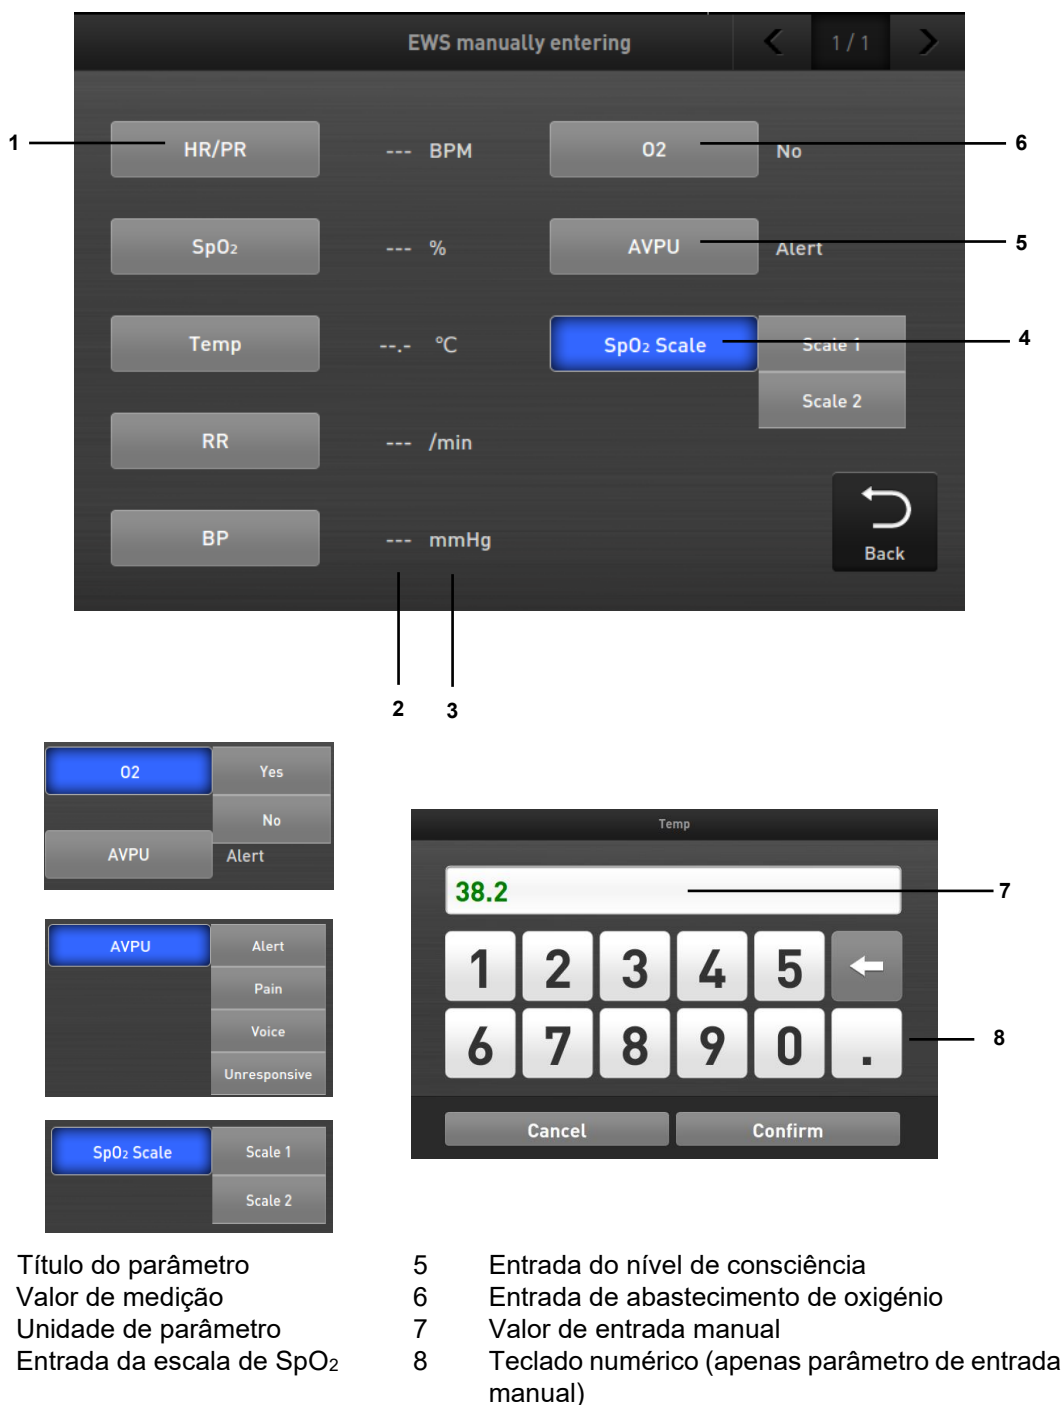 EWS manually entering
1 / 1
1
HR/PR
--- BPM
O2
No
6
SpO2
--- %
AVPU
Alert
5
Temp
--.- °C
SpO2 Scale
Scale 1
4
Scale 2
RR
--- /min
BP
--- mmHg
Back
2
3
O2
Yes
No
AVPU
Alert
AVPU
Alert
Pain
Voice
Unresponsive
SpO2 Scale
Scale 1
Scale 2
Temp
38.2
7
1 2 3 4 5
6 7 8 9 0 .
8
Cancel
Confirm
Título do parâmetro
5 Entrada do nível de consciência
Valor de medição
6 Entrada de abastecimento de oxigénio
Unidade de parâmetro
7 Valor de entrada manual
Entrada da escala de SpO2
8 Teclado numérico (apenas parâmetro de entrada
manual)